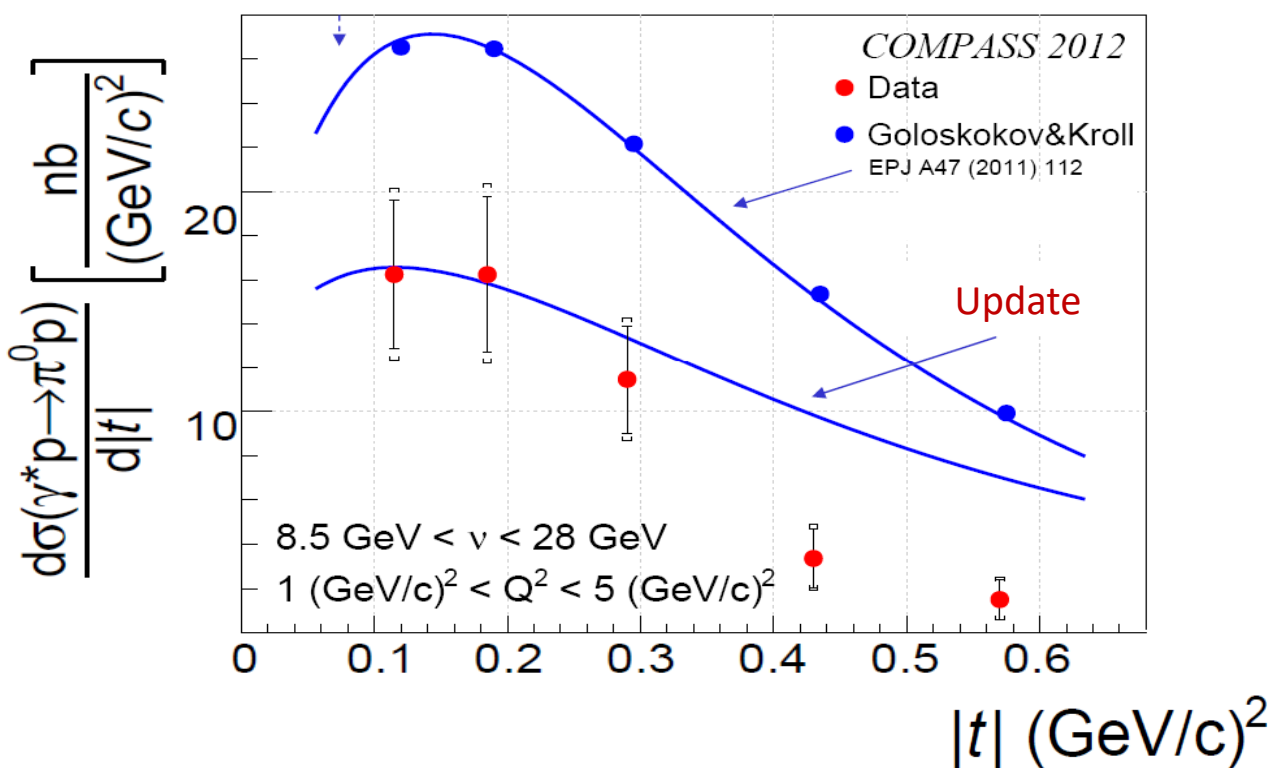 COMPASS 2012
Data
Goloskokov&Kroll
EPJ A47 (2011) 112
Update
8.5 GeV < ν < 28 GeV
1 (GeV/c)² < Q² < 5 (GeV/c)²
dσ(γ*p→π⁰p)
d|t|
[nb
(GeV/c)²]
20
10
0 0.1 0.2 0.3 0.4 0.5 0.6
|t| (GeV/c)²